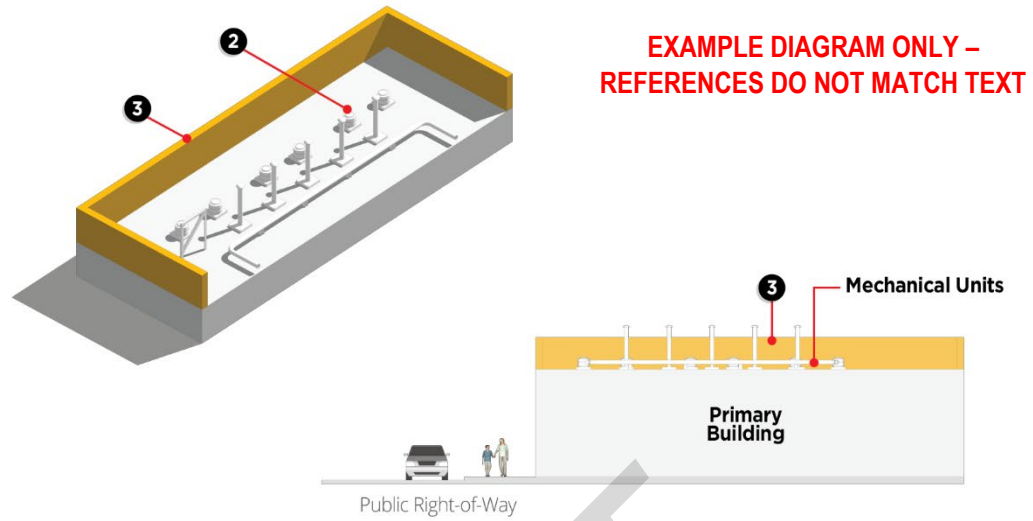 EXAMPLE DIAGRAM ONLY –
REFERENCES DO NOT MATCH TEXT
2
3
3
Mechanical Units
Primary
Building
Public Right-of-Way